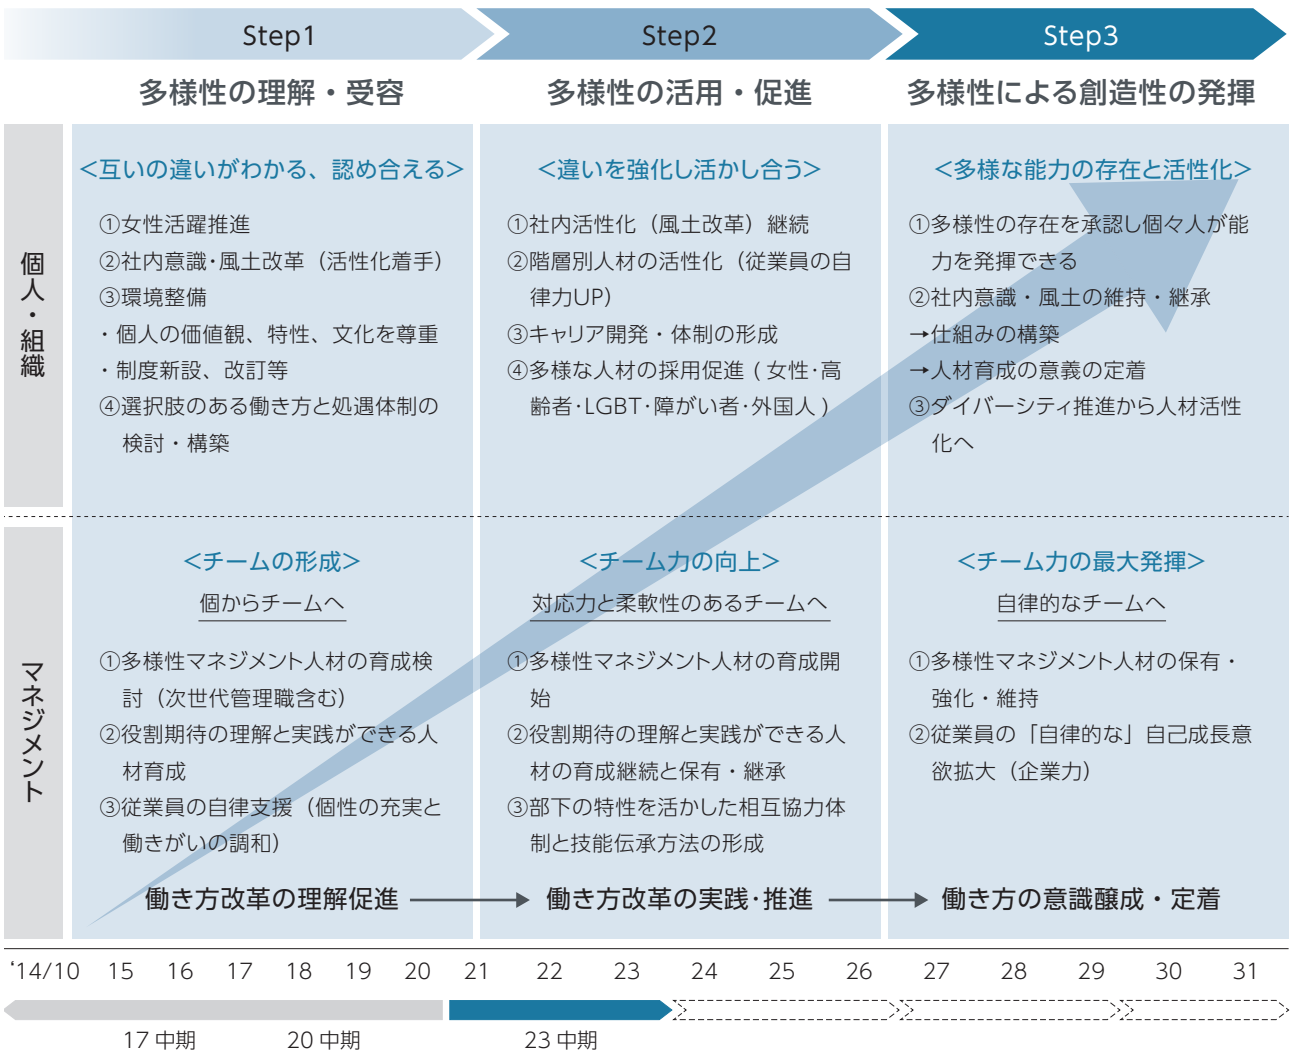 Step1
Step2
Step3
多様性の理解・受容
多様性の活用・促進
多様性による創造性の発揮
個人・組織
<互いの違いがわかる、認め合える>
①女性活躍推進
②社内意識・風土改革（活性化着手）
③環境整備
・個人の価値観、特性、文化を尊重
・制度新設、改訂等
④選択肢のある働き方と処遇体制の
検討・構築
<違いを強化し活かし合う>
①社内活性化（風土改革）継続
②階層別人材の活性化（従業員の自
律力UP）
③キャリア開発・体制の形成
④多様な人材の採用促進 ( 女性・高
齢者・LGBT・障がい者・外国人 )
<多様な能力の存在と活性化>
①多様性の存在を承認し個々人が能
力を発揮できる
②社内意識・風土の維持・継承
→仕組みの構築
→人材育成の意義の定着
③ダイバーシティ推進から人材活性
化へ
マネジメント
<チームの形成>
個からチームへ
①多様性マネジメント人材の育成検
討（次世代管理職含む）
②役割期待の理解と実践ができる人
材育成
③従業員の自律支援（個性の充実と
働きがいの調和）
<チーム力の向上>
対応力と柔軟性のあるチームへ
①多様性マネジメント人材の育成開
始
②役割期待の理解と実践ができる人
材の育成継続と保有・継承
③部下の特性を活かした相互協力体
制と技能伝承方法の形成
<チーム力の最大発揮>
自律的なチームへ
①多様性マネジメント人材の保有・
強化・維持
②従業員の「自律的な」自己成長意
欲拡大（企業力）
働き方改革の理解促進
働き方改革の実践・推進
働き方の意識醸成・定着
‘14/10 15 16 17 18 19 20 21 22 23 24 25 26 27 28 29 30 31
17 中期 20 中期 23 中期